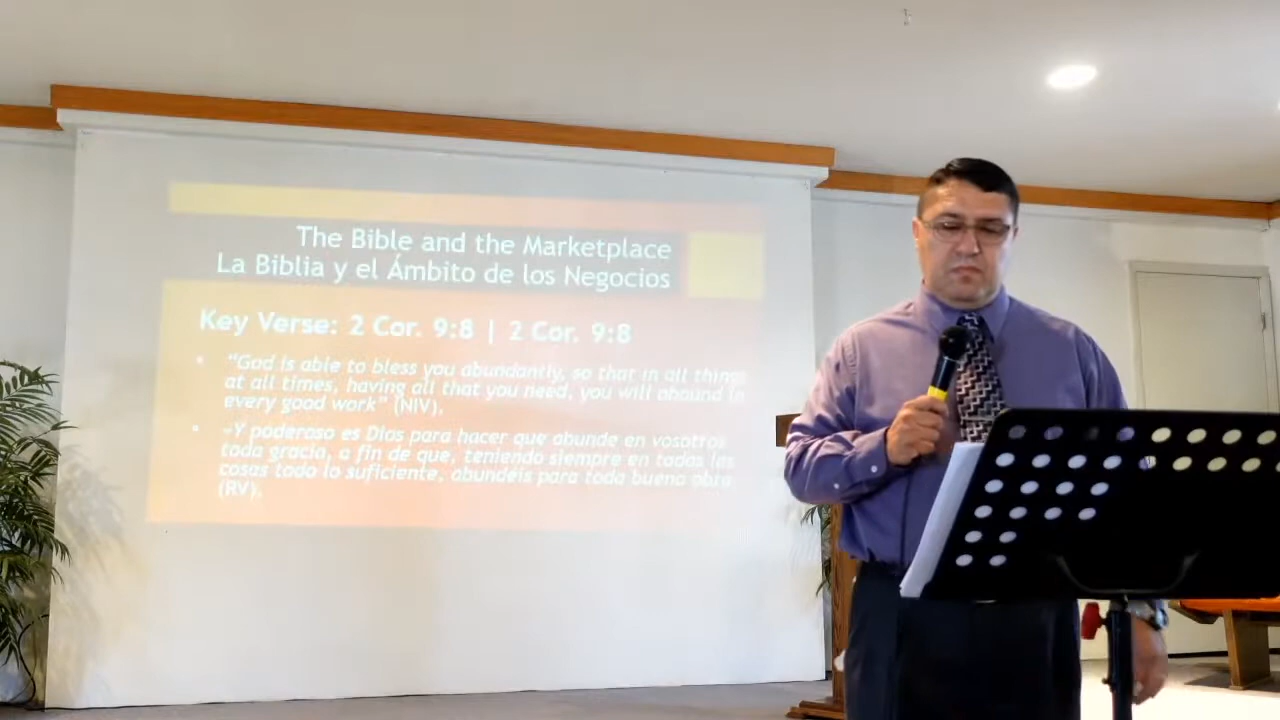 The Bible and the Marketplace
La Biblia y el Ámbito de los Negocios
Key Verse: 2 Cor. 9:8 | 2 Cor. 9:8
• “God is able to bless you abundantly, so that in all things
at all times, having all that you need, you will abound in
every good work” (NIV).
• “Y poderoso es Dios para hacer que abunde en vosotros
toda gracia, a fin de que, teniendo siempre en todas las
cosas todo lo suficiente, abundéis para toda buena obra
(RV).